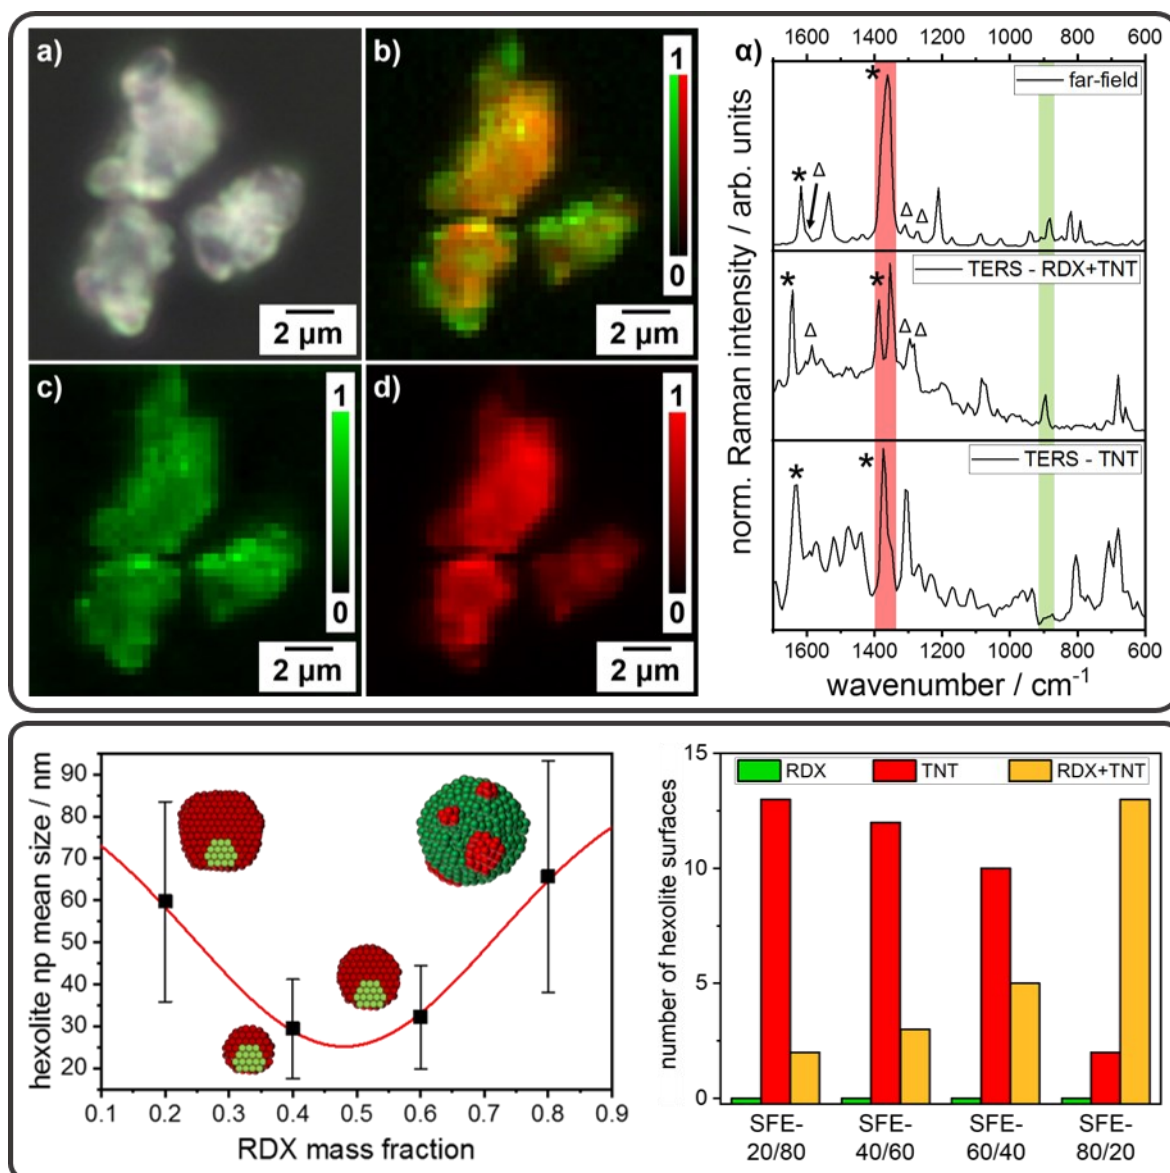 a)
2 µm
b)
1
0
2 µm
c)
1
0
2 µm
d)
1
0
2 µm
α)
1600 1400 1200 1000 800 600
far-field
*
* Δ
Δ Δ
TERS - RDX+TNT
* *
Δ Δ Δ
TERS - TNT
* *
norm. Raman intensity / arb. units
1600 1400 1200 1000 800 600
wavenumber / cm⁻¹
hexolite np mean size / nm
90
80
70
60
50
40
30
20
0.1 0.2 0.3 0.4 0.5 0.6 0.7 0.8 0.9
RDX mass fraction
number of hexolite surfaces
15
10
5
0
RDX TNT RDX+TNT
SFE- SFE- SFE- SFE-
20/80 40/60 60/40 80/20